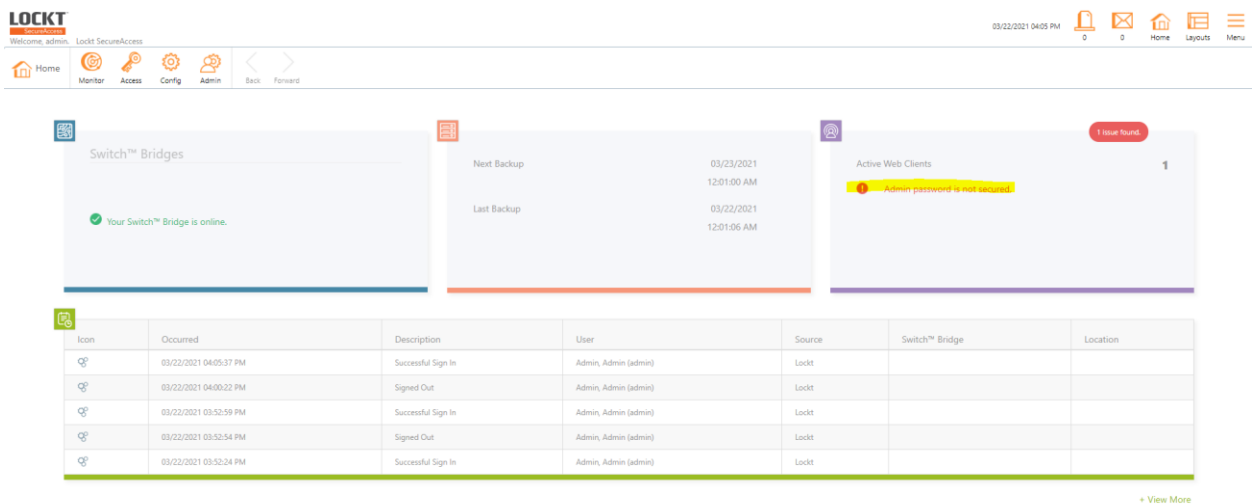 LOCKT
SecureAccess
Welcome, admin. Lockt SecureAccess
03/22/2021 04:05 PM
0
0 Home Layouts Menu
Home
Monitor Access Config Admin Back Forward
1 issue found.
Switch™ Bridges
Your Switch™ Bridge is online.
Next Backup 03/23/2021
12:01:00 AM
Last Backup 03/22/2021
12:01:06 AM
Active Web Clients 1
Admin password is not secured.
Icon Occurred Description User Source Switch™ Bridge Location
03/22/2021 04:05:37 PM Successful Sign In Admin, Admin (admin) Lockt
03/22/2021 04:00:22 PM Signed Out Admin, Admin (admin) Lockt
03/22/2021 03:52:59 PM Successful Sign In Admin, Admin (admin) Lockt
03/22/2021 03:52:54 PM Signed Out Admin, Admin (admin) Lockt
03/22/2021 03:52:24 PM Successful Sign In Admin, Admin (admin) Lockt
+ View More